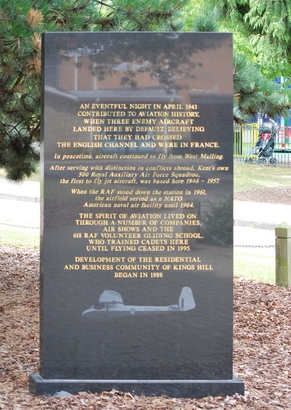 AN EVENTFUL NIGHT IN APRIL 1943
CONTRIBUTED TO AVIATION HISTORY,
WHEN THREE ENEMY AIRCRAFT
LANDED HERE BY DEFAULT, BELIEVING
THAT THEY HAD CROSSED
THE ENGLISH CHANNEL AND WERE IN FRANCE.
In peacetime, aircraft continued to fly from West Malling.
After serving with distinction in conflicts abroad, Kent's own
500 Royal Auxiliary Air Force Squadron,
the first to fly jet aircraft, was based here 1946 - 1957
When the RAF stood down the station in 1961,
the airfield served as a NATO
American naval air facility until 1964.
THE SPIRIT OF AVIATION LIVED ON
THROUGH A NUMBER OF COMPANIES,
AIR SHOWS AND THE
618 RAF VOLUNTEER GLIDING SCHOOL,
WHO TRAINED CADETS HERE
UNTIL FLYING CEASED IN 1995.
DEVELOPMENT OF THE RESIDENTIAL
AND BUSINESS COMMUNITY OF KINGS HILL
BEGAN IN 1989.